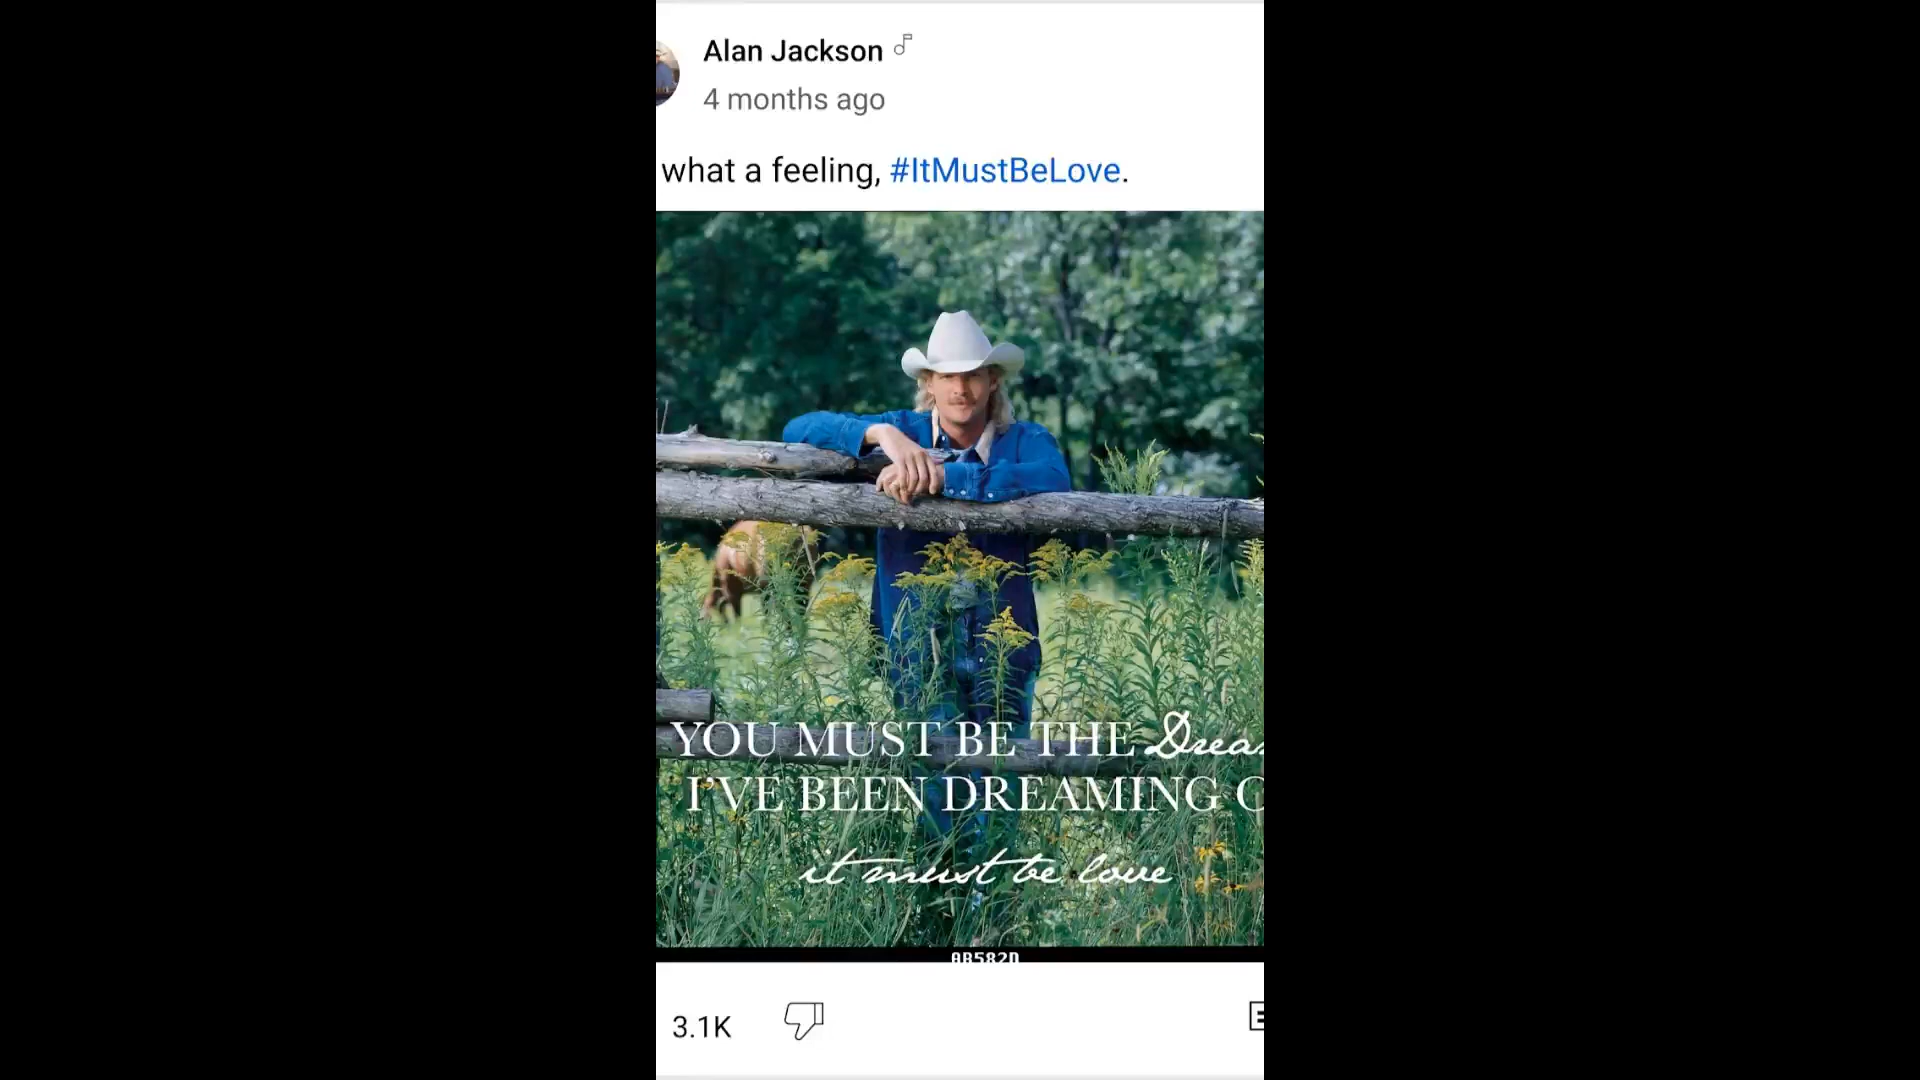 Alan Jackson
4 months ago
what a feeling, #ItMustBeLove.
YOU MUST BE THE
I'VE BEEN DREAMING
it must be love
3.1K